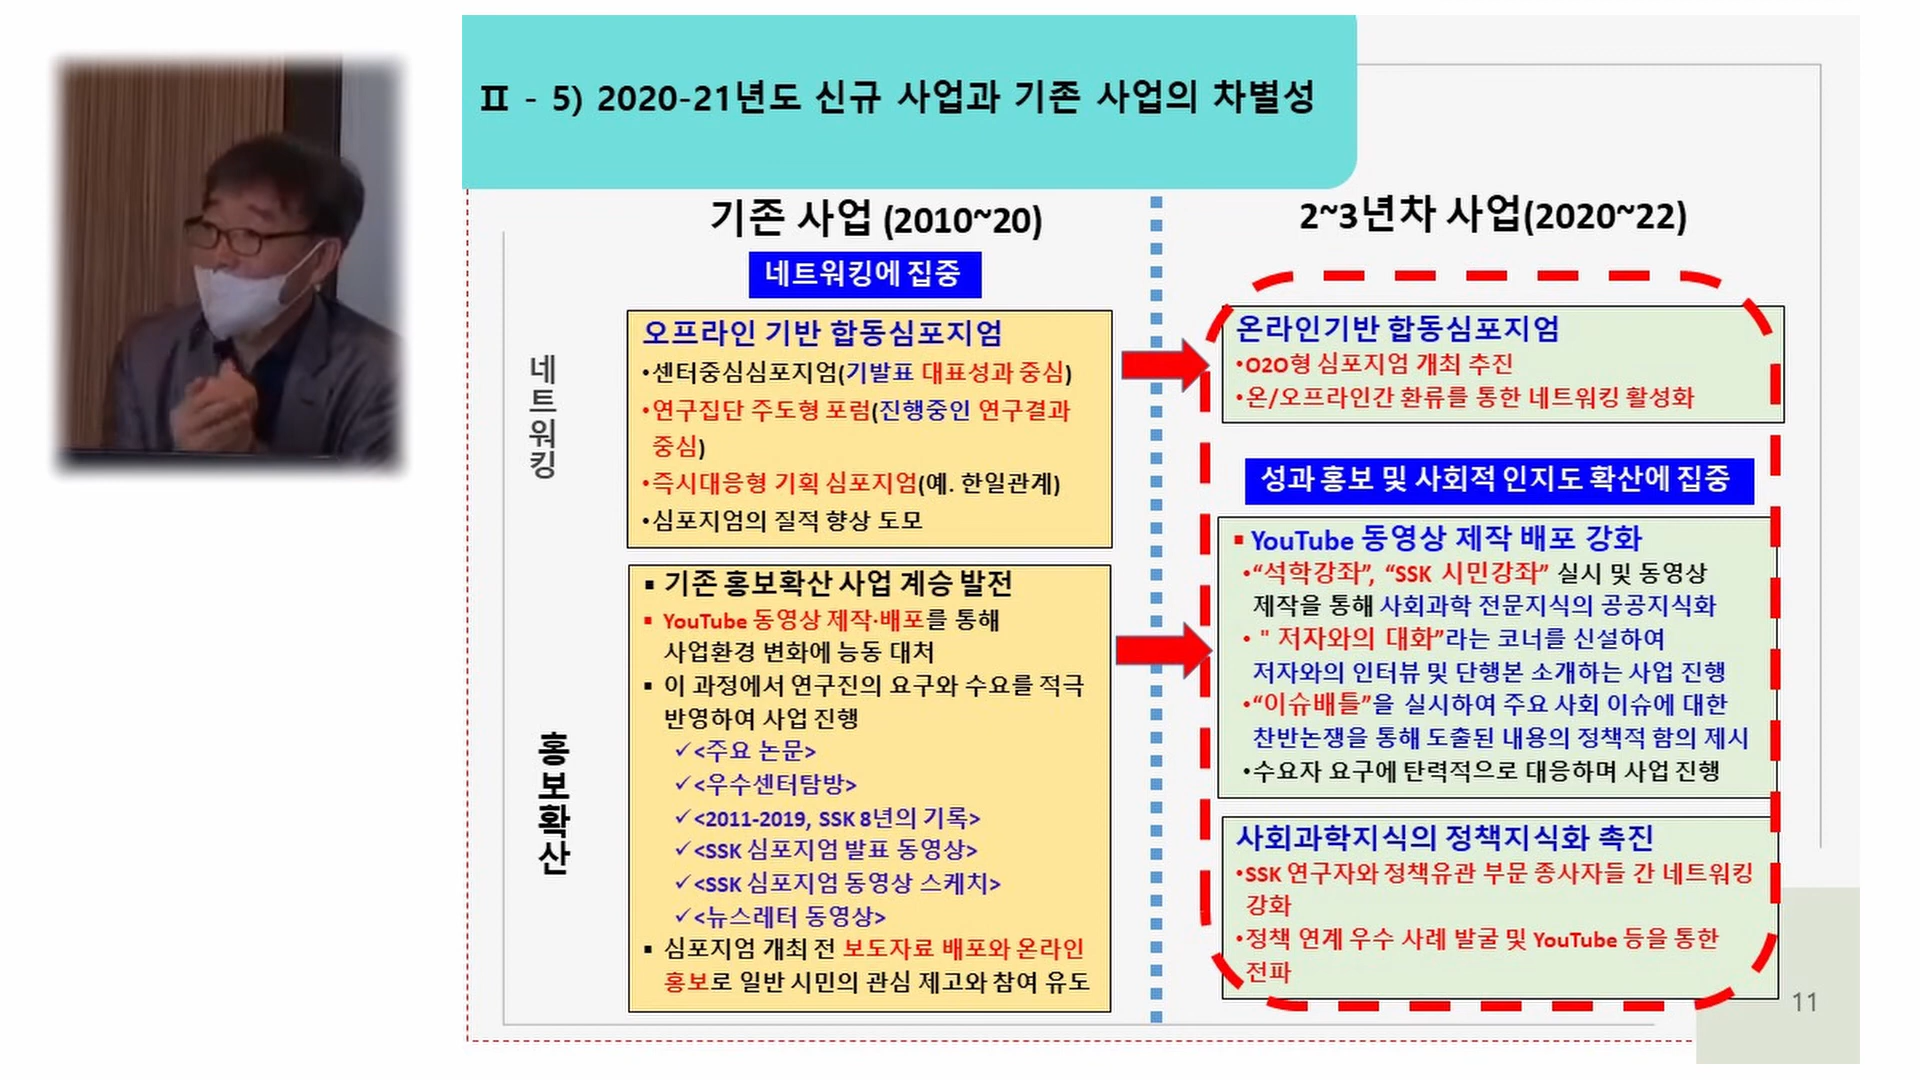 Ⅱ - 5) 2020-21년도 신규 사업과 기존 사업의 차별성
기존 사업 (2010~20)
네트워킹에 집중
네트워킹
오프라인 기반 합동심포지엄
•센터중심심포지엄(기발표 대표성과 중심)
•연구집단 주도형 포럼(진행중인 연구결과
중심)
•즉시대응형 기획 심포지엄(예. 한일관계)
•심포지엄의 질적 향상 도모
홍보확산
▪ 기존 홍보확산 사업 계승 발전
▪ YouTube 동영상 제작·배포를 통해
사업환경 변화에 능동 대처
▪ 이 과정에서 연구진의 요구와 수요를 적극
반영하여 사업 진행
✓<주요 논문>
✓<우수센터탐방>
✓<2011-2019, SSK 8년의 기록>
✓<SSK 심포지엄 발표 동영상>
✓<SSK 심포지엄 동영상 스케치>
✓<뉴스레터 동영상>
▪ 심포지엄 개최 전 보도자료 배포와 온라인
홍보로 일반 시민의 관심 제고와 참여 유도
2~3년차 사업(2020~22)
온라인기반 합동심포지엄
•O2O형 심포지엄 개최 추진
•온/오프라인간 환류를 통한 네트워킹 활성화
성과 홍보 및 사회적 인지도 확산에 집중
▪ YouTube 동영상 제작 배포 강화
•“석학강좌”, “SSK 시민강좌” 실시 및 동영상
제작을 통해 사회과학 전문지식의 공공지식화
• " 저자와의 대화”라는 코너를 신설하여
저자와의 인터뷰 및 단행본 소개하는 사업 진행
•“이슈배틀”을 실시하여 주요 사회 이슈에 대한
찬반논쟁을 통해 도출된 내용의 정책적 함의 제시
•수요자 요구에 탄력적으로 대응하며 사업 진행
사회과학지식의 정책지식화 촉진
•SSK 연구자와 정책유관 부문 종사자들 간 네트워킹
강화
•정책 연계 우수 사례 발굴 및 YouTube 등을 통한
전파
11